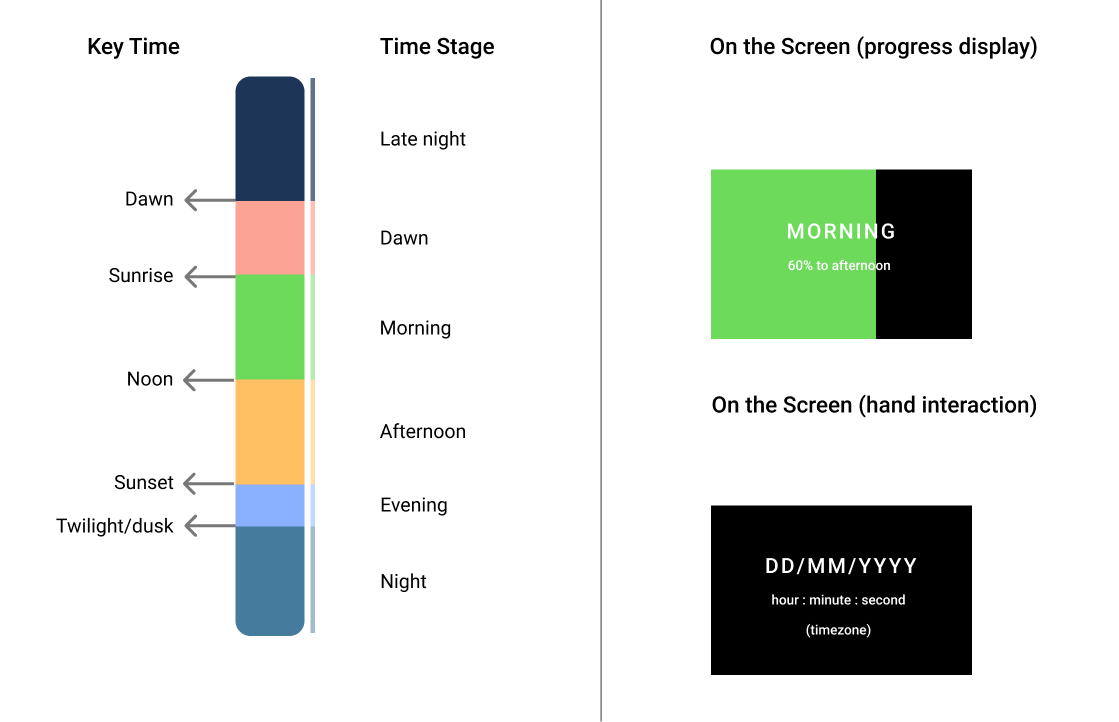 Key Time
Time Stage
Late night
Dawn
Dawn
Sunrise
Morning
Noon
Afternoon
Sunset
Evening
Twilight/dusk
Night
On the Screen (progress display)
MORNING
60% to afternoon
On the Screen (hand interaction)
DD/MM/YYYY
hour : minute : second
(timezone)